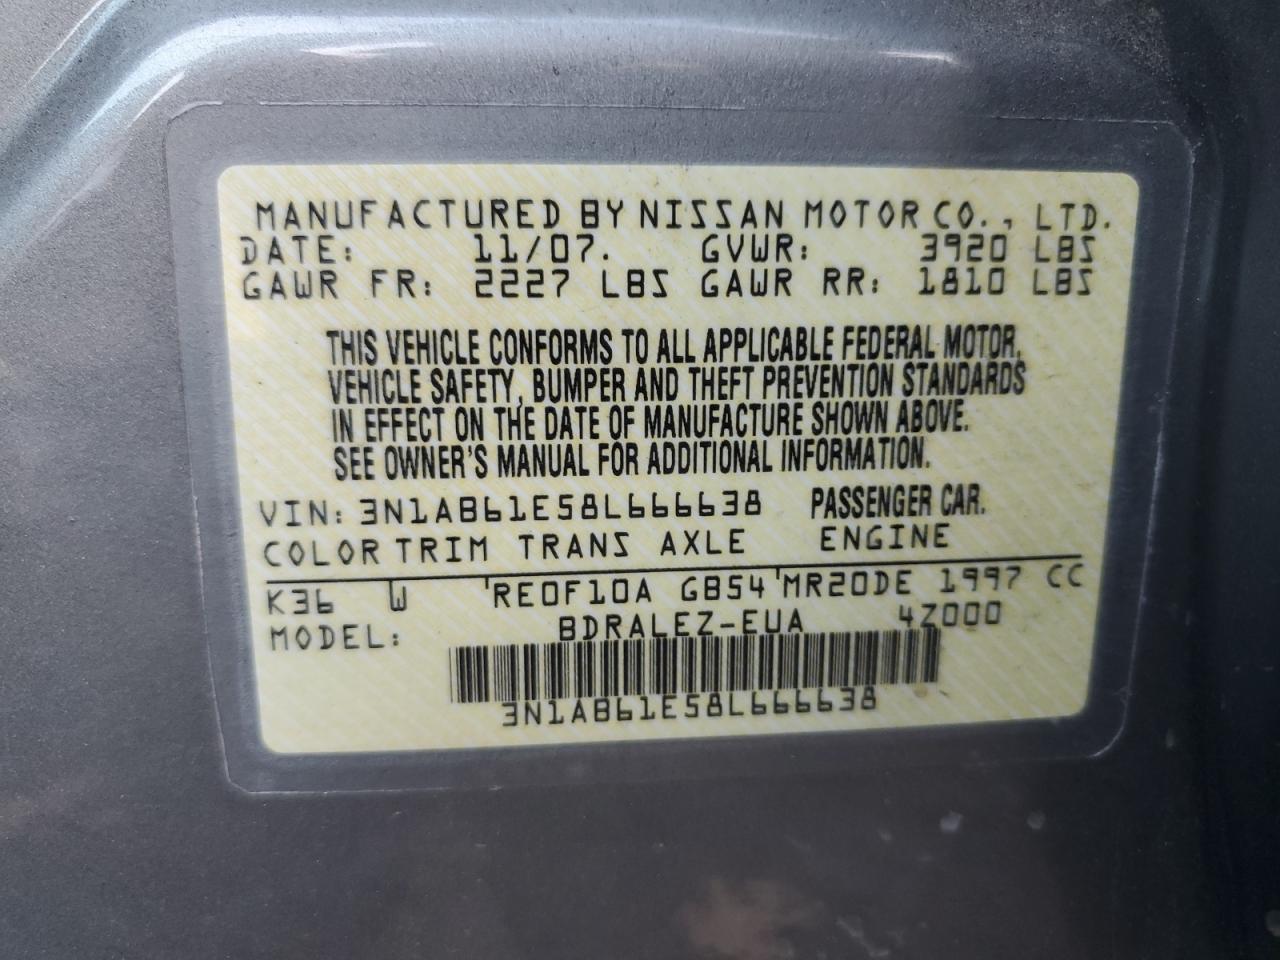 MANUFACTURED BY NISSAN MOTOR CO., LTD.
DATE: 11/07. GVWR: 3920 LBS
GAWR FR: 2227 LBS GAWR RR: 1810 LBS
THIS VEHICLE CONFORMS TO ALL APPLICABLE FEDERAL MOTOR,
VEHICLE SAFETY, BUMPER AND THEFT PREVENTION STANDARDS
IN EFFECT ON THE DATE OF MANUFACTURE SHOWN ABOVE.
SEE OWNER'S MANUAL FOR ADDITIONAL INFORMATION.
VIN: 3N1AB61E58L666638 PASSENGER CAR.
COLOR TRIM TRANS AXLE ENGINE
K36 W 'RE0F10A GB54 'MR20DE 1997 CC
MODEL: BDRALEZ-EUA 4Z000
3N1AB61E58L666638